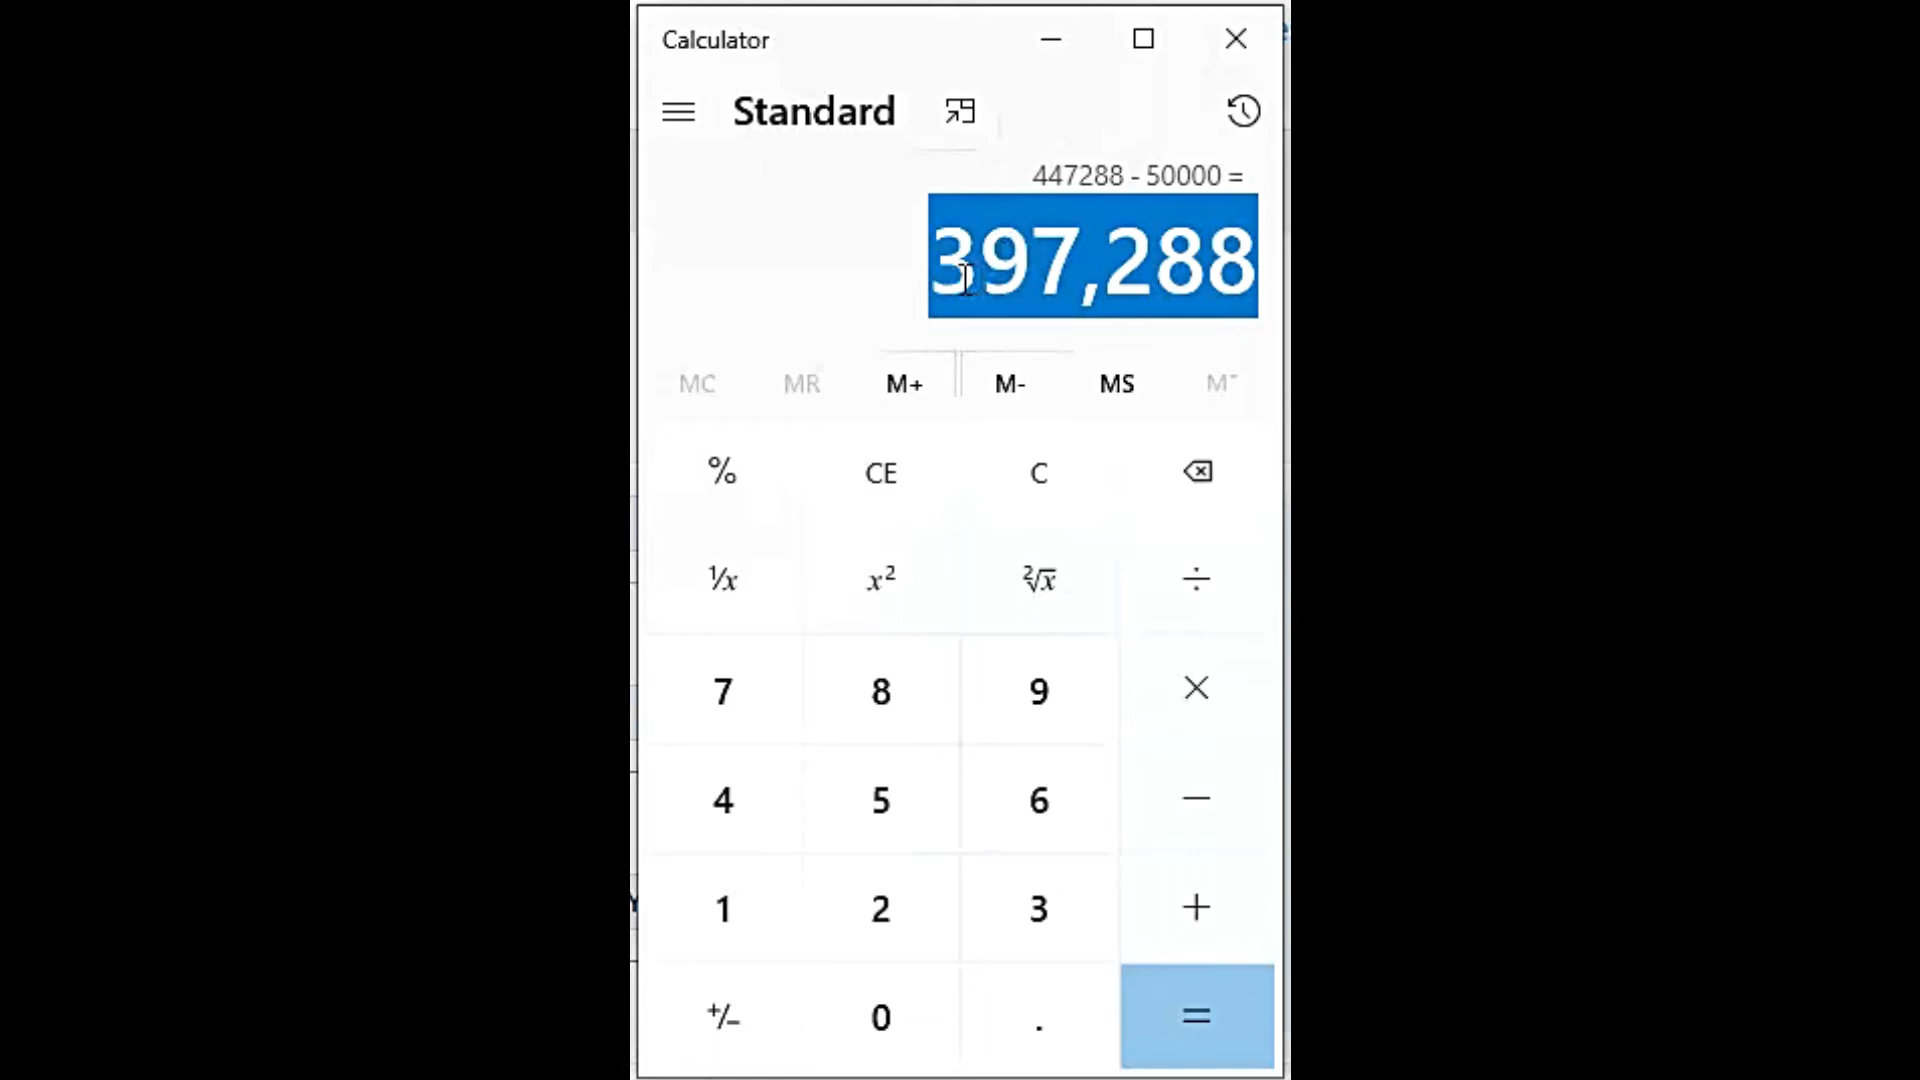 Calculator
Standard
447288 - 50000 =
397,288
MC MR M+ M- MS M˅
% CE C
¹/x x² ²√x ÷
7 8 9 ×
4 5 6 −
1 2 3 +
+/− 0 . =